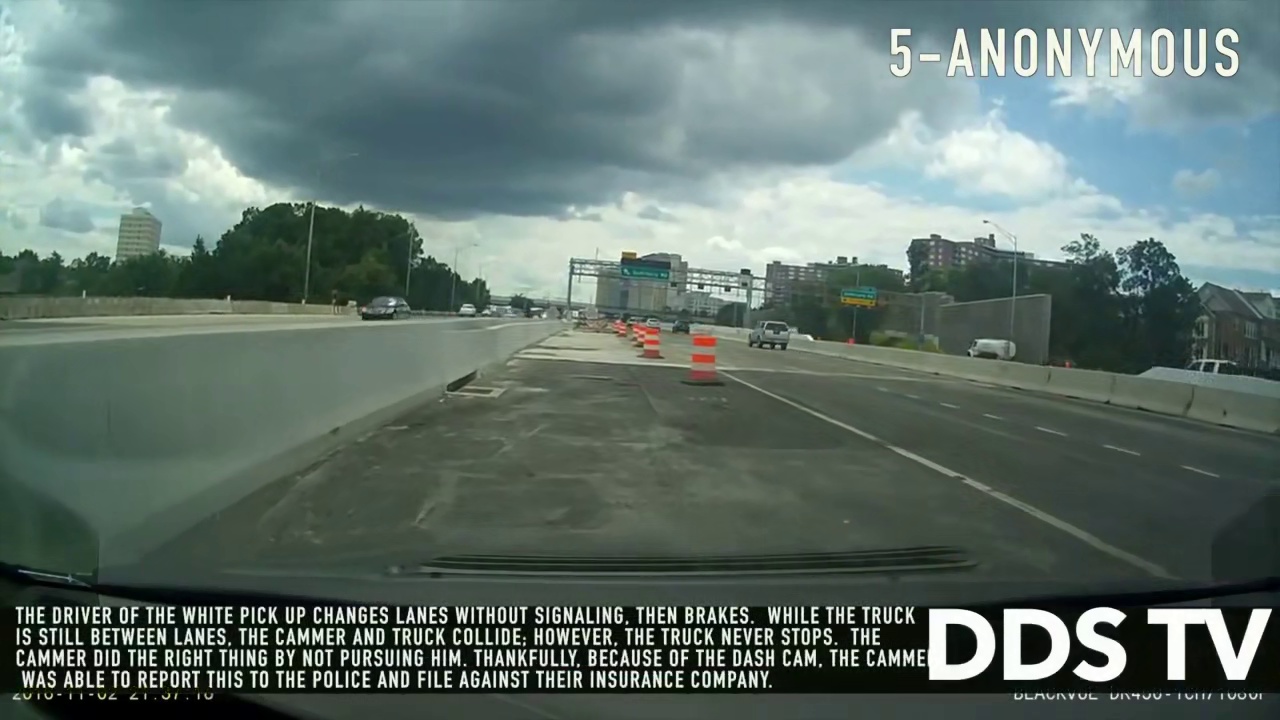 5-ANONYMOUS
THE DRIVER OF THE WHITE PICK UP CHANGES LANES WITHOUT SIGNALING, THEN BRAKES. WHILE THE TRUCK
IS STILL BETWEEN LANES, THE CAMMER AND TRUCK COLLIDE; HOWEVER, THE TRUCK NEVER STOPS. THE
CAMMER DID THE RIGHT THING BY NOT PURSUING HIM. THANKFULLY, BECAUSE OF THE DASH CAM, THE CAMME
WAS ABLE TO REPORT THIS TO THE POLICE AND FILE AGAINST THEIR INSURANCE COMPANY.
DDS TV